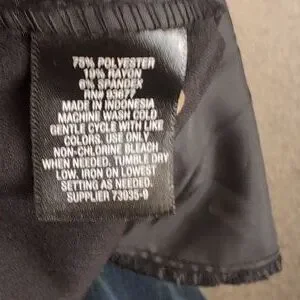 75% POLYESTER
19% RAYON
6% SPANDEX
RN# 93677
MADE IN INDONESIA
MACHINE WASH COLD
GENTLE CYCLE WITH LIKE
COLORS. USE ONLY
NON-CHLORINE BLEACH
WHEN NEEDED. TUMBLE DRY
LOW. IRON ON LOWEST
SETTING AS NEEDED.
SUPPLIER 73035-9